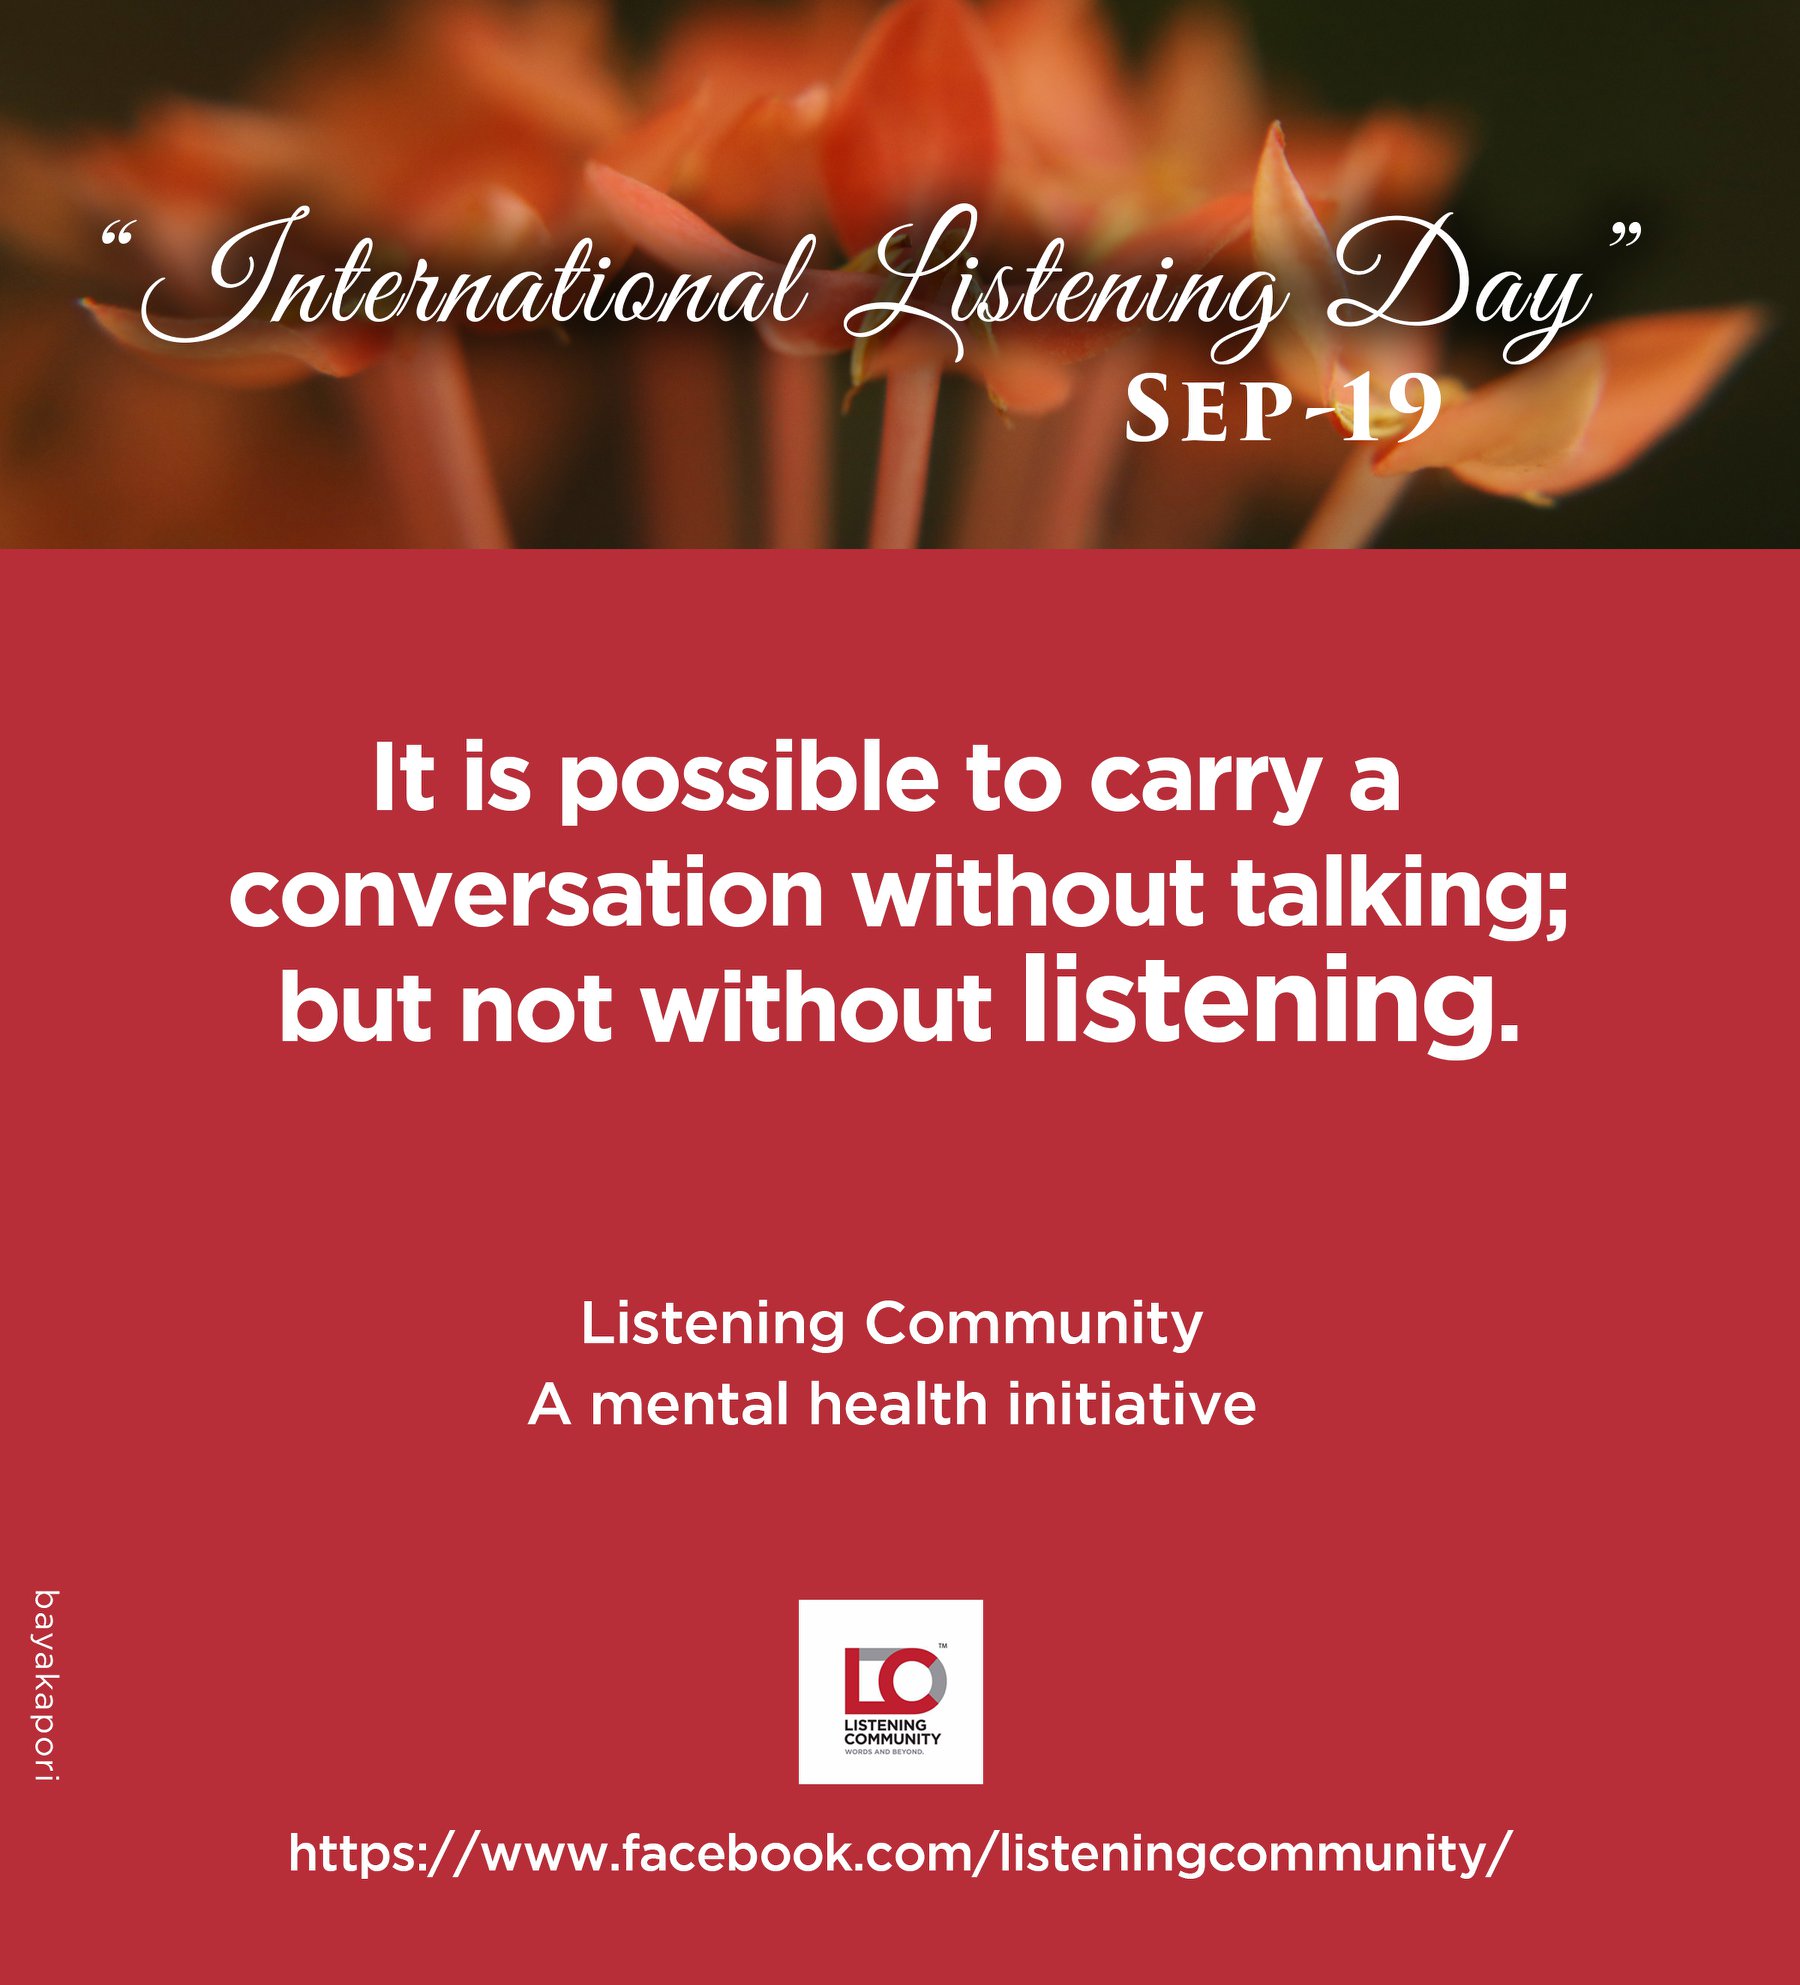 “International Listening Day”
SEP-19
It is possible to carry a
conversation without talking;
but not without listening.
Listening Community
A mental health initiative
bayakapori
LC™
LISTENING
COMMUNITY
WORDS AND BEYOND.
https://www.facebook.com/listeningcommunity/